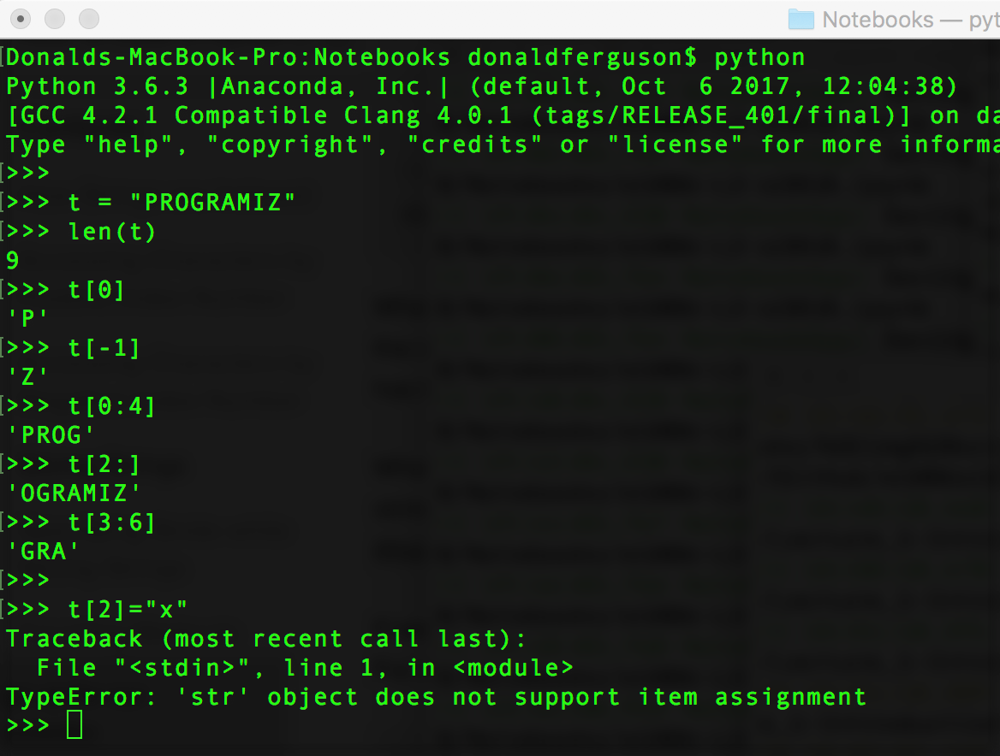 Notebooks — pyt
Donalds-MacBook-Pro:Notebooks donaldferguson$ python
Python 3.6.3 |Anaconda, Inc.| (default, Oct  6 2017, 12:04:38)
[GCC 4.2.1 Compatible Clang 4.0.1 (tags/RELEASE_401/final)] on da
Type "help", "copyright", "credits" or "license" for more informa
>>>
>>> t = "PROGRAMIZ"
>>> len(t)
9
>>> t[0]
'P'
>>> t[-1]
'Z'
>>> t[0:4]
'PROG'
>>> t[2:]
'OGRAMIZ'
>>> t[3:6]
'GRA'
>>>
>>> t[2]="x"
Traceback (most recent call last):
  File "<stdin>", line 1, in <module>
TypeError: 'str' object does not support item assignment
>>>